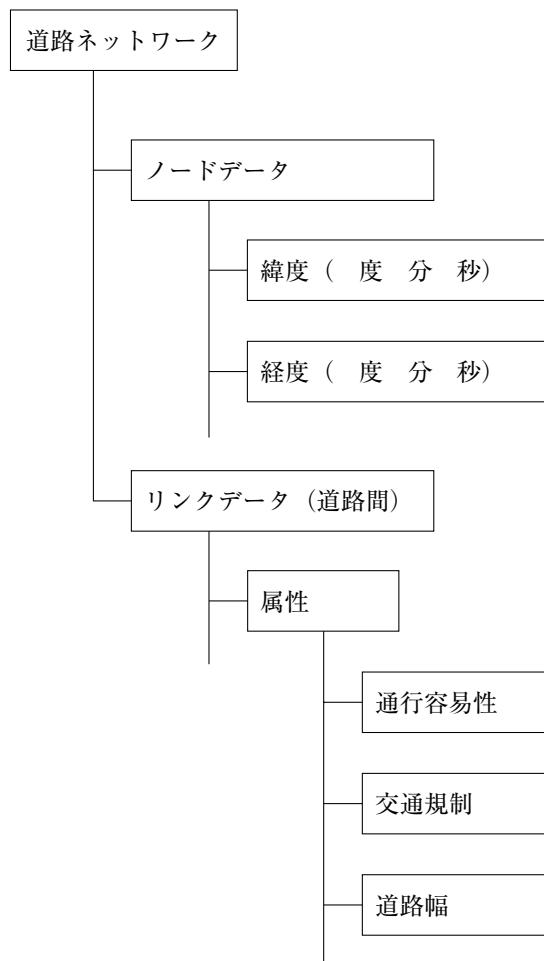 道路ネットワーク
ノードデータ
緯度（　度　分　秒）
経度（　度　分　秒）
リンクデータ（道路間）
属性
通行容易性
交通規制
道路幅